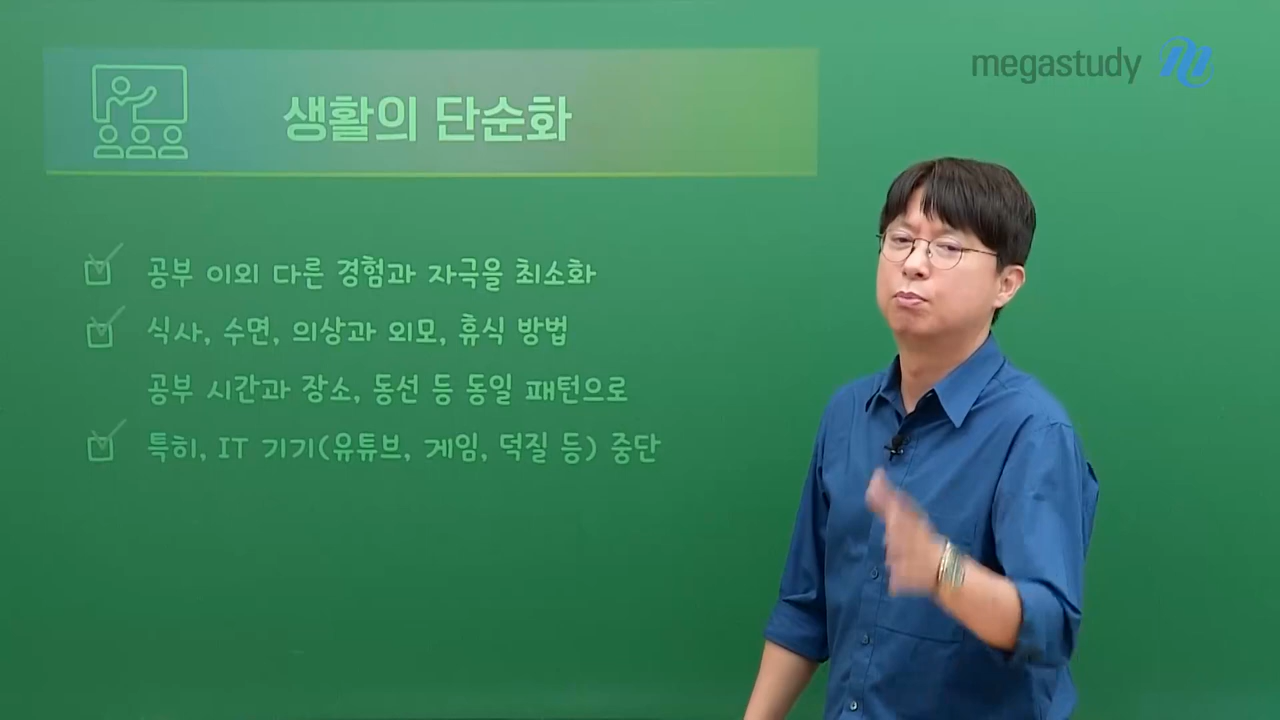 megastudy
생활의 단순화
공부 이외 다른 경험과 자극을 최소화
식사, 수면, 의상과 외모, 휴식 방법
공부 시간과 장소, 동선 등 동일 패턴으로
특히, IT 기기(유튜브, 게임, 덕질 등) 중단